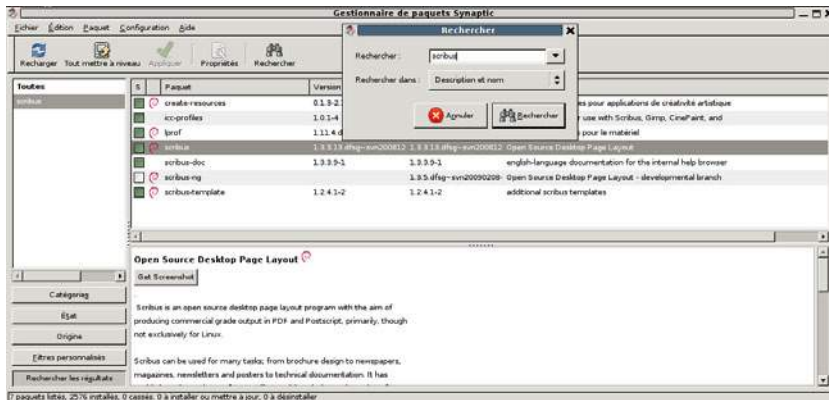 Gestionnaire de paquets Synaptic
Fichier Édition Paquet Configuration Aide
Recharger Tout mettre à niveau Appliquer Propriétés Rechercher
Rechercher
Rechercher : scribus
Rechercher dans : Description et nom
Annuler Rechercher
Toutes
scribus
S Paquet Version
create-resources 0.1.3-2 es pour applications de créativité artistique
icc-profiles 1.0.1-4 use with Scribus, Gimp, CinePaint, and
lprof 1.11.4.d pour le matériel
scribus 1.3.3.13.dfsg~svn200812 1.3.3.13.dfsg~svn200812 Open Source Desktop Page Layout
scribus-doc 1.3.3.9-1 1.3.3.9-1 english-language documentation for the internal help browser
scribus-ng 1.3.5.dfsg~svn20090208- Open Source Desktop Page Layout - developmental branch
scribus-template 1.2.4.1-2 1.2.4.1-2 additional scribus templates
Open Source Desktop Page Layout
Get Screenshot
Scribus is an open source desktop page layout program with the aim of
producing commercial grade output in PDF and Postscript, primarily, though
not exclusively for Linux.
Scribus can be used for many tasks; from brochure design to newspapers,
magazines, newsletters and posters to technical documentation. It has
Catégories
État
Origine
Filtres personnalisés
Rechercher les résultats
7 paquets listés, 2576 installés, 0 cassés. 0 à installer ou mettre à jour, 0 à désinstaller